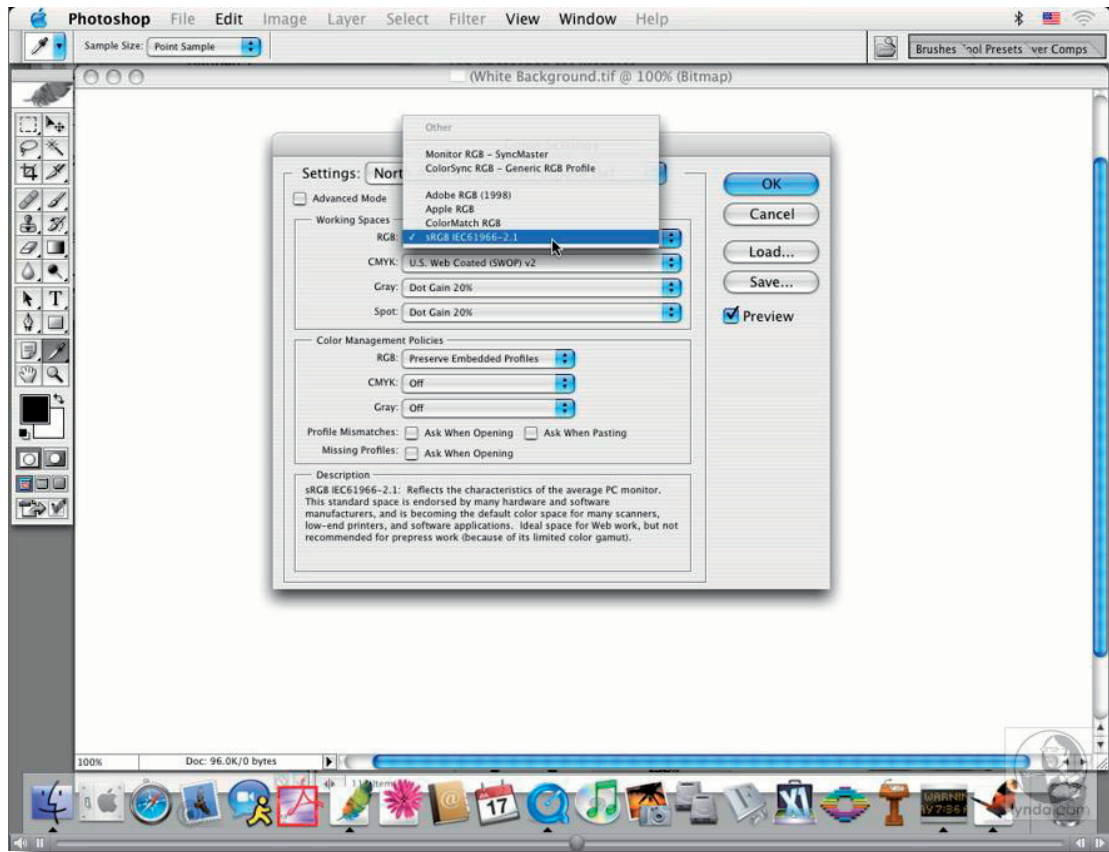 Photoshop File Edit Image Layer Select Filter View Window Help
Sample Size: Point Sample
Brushes ool Presets ver Comps
(White Background.tif @ 100% (Bitmap)
Other
Monitor RGB - SyncMaster
ColorSync RGB - Generic RGB Profile
Adobe RGB (1998)
Apple RGB
ColorMatch RGB
✓ sRGB IEC61966-2.1
Settings: Nort
Advanced Mode
Working Spaces
RGB:
CMYK: U.S. Web Coated (SWOP) v2
Gray: Dot Gain 20%
Spot: Dot Gain 20%
Color Management Policies
RGB: Preserve Embedded Profiles
CMYK: Off
Gray: Off
Profile Mismatches: Ask When Opening Ask When Pasting
Missing Profiles: Ask When Opening
Description
sRGB IEC61966-2.1: Reflects the characteristics of the average PC monitor.
This standard space is endorsed by many hardware and software
manufacturers, and is becoming the default color space for many scanners,
low-end printers, and software applications. Ideal space for Web work, but not
recommended for prepress work (because of its limited color gamut).
OK
Cancel
Load...
Save...
Preview
100% Doc: 96.0K/0 bytes
17
lynda.com